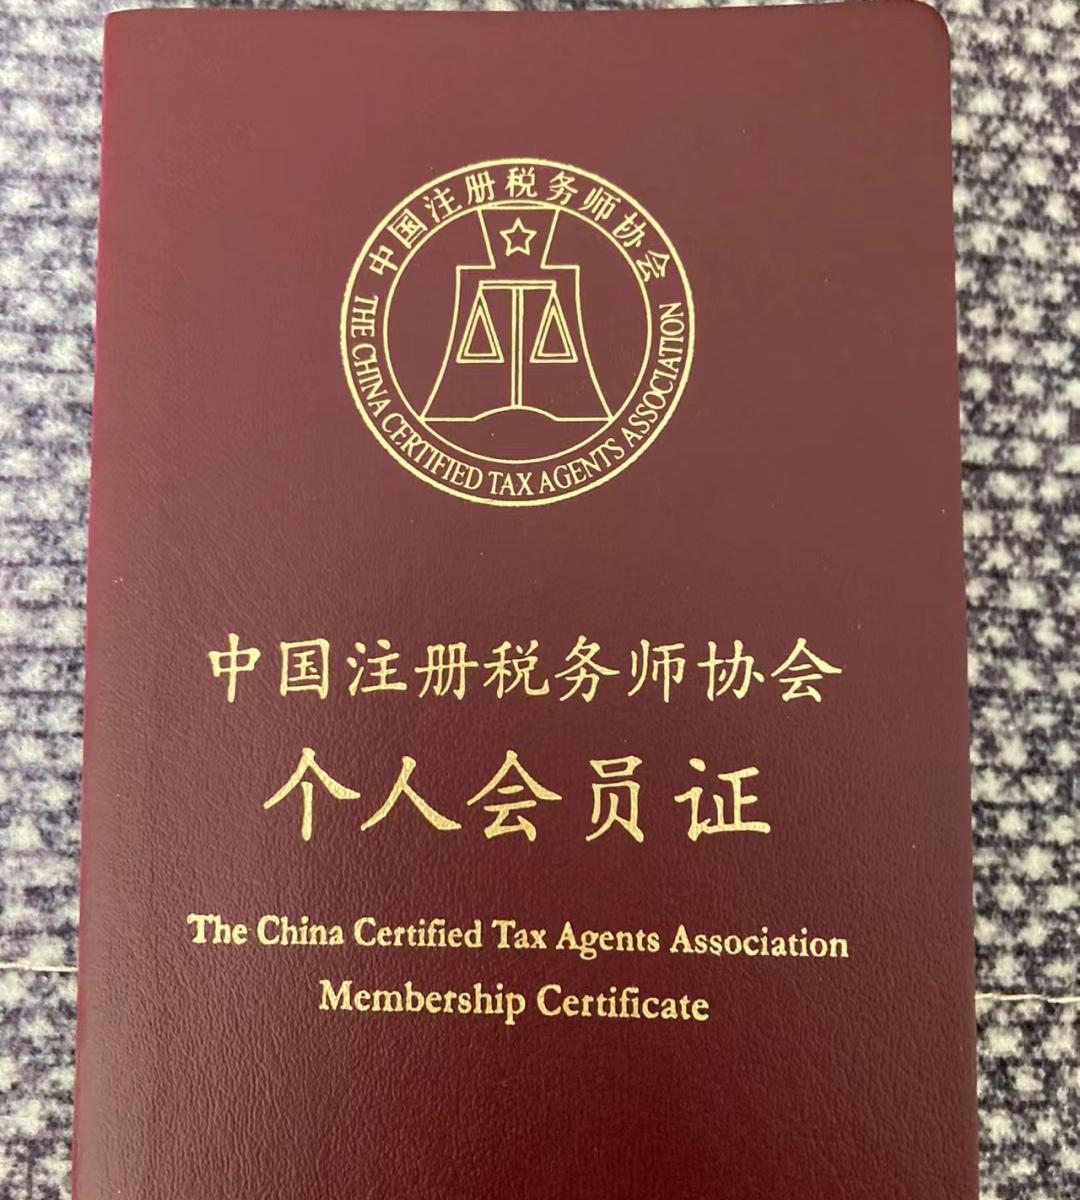 中国注册税务师协会
THE CHINA CERTIFIED TAX AGENTS ASSOCIATION
中国注册税务师协会
个人会员证
The China Certified Tax Agents Association
Membership Certificate